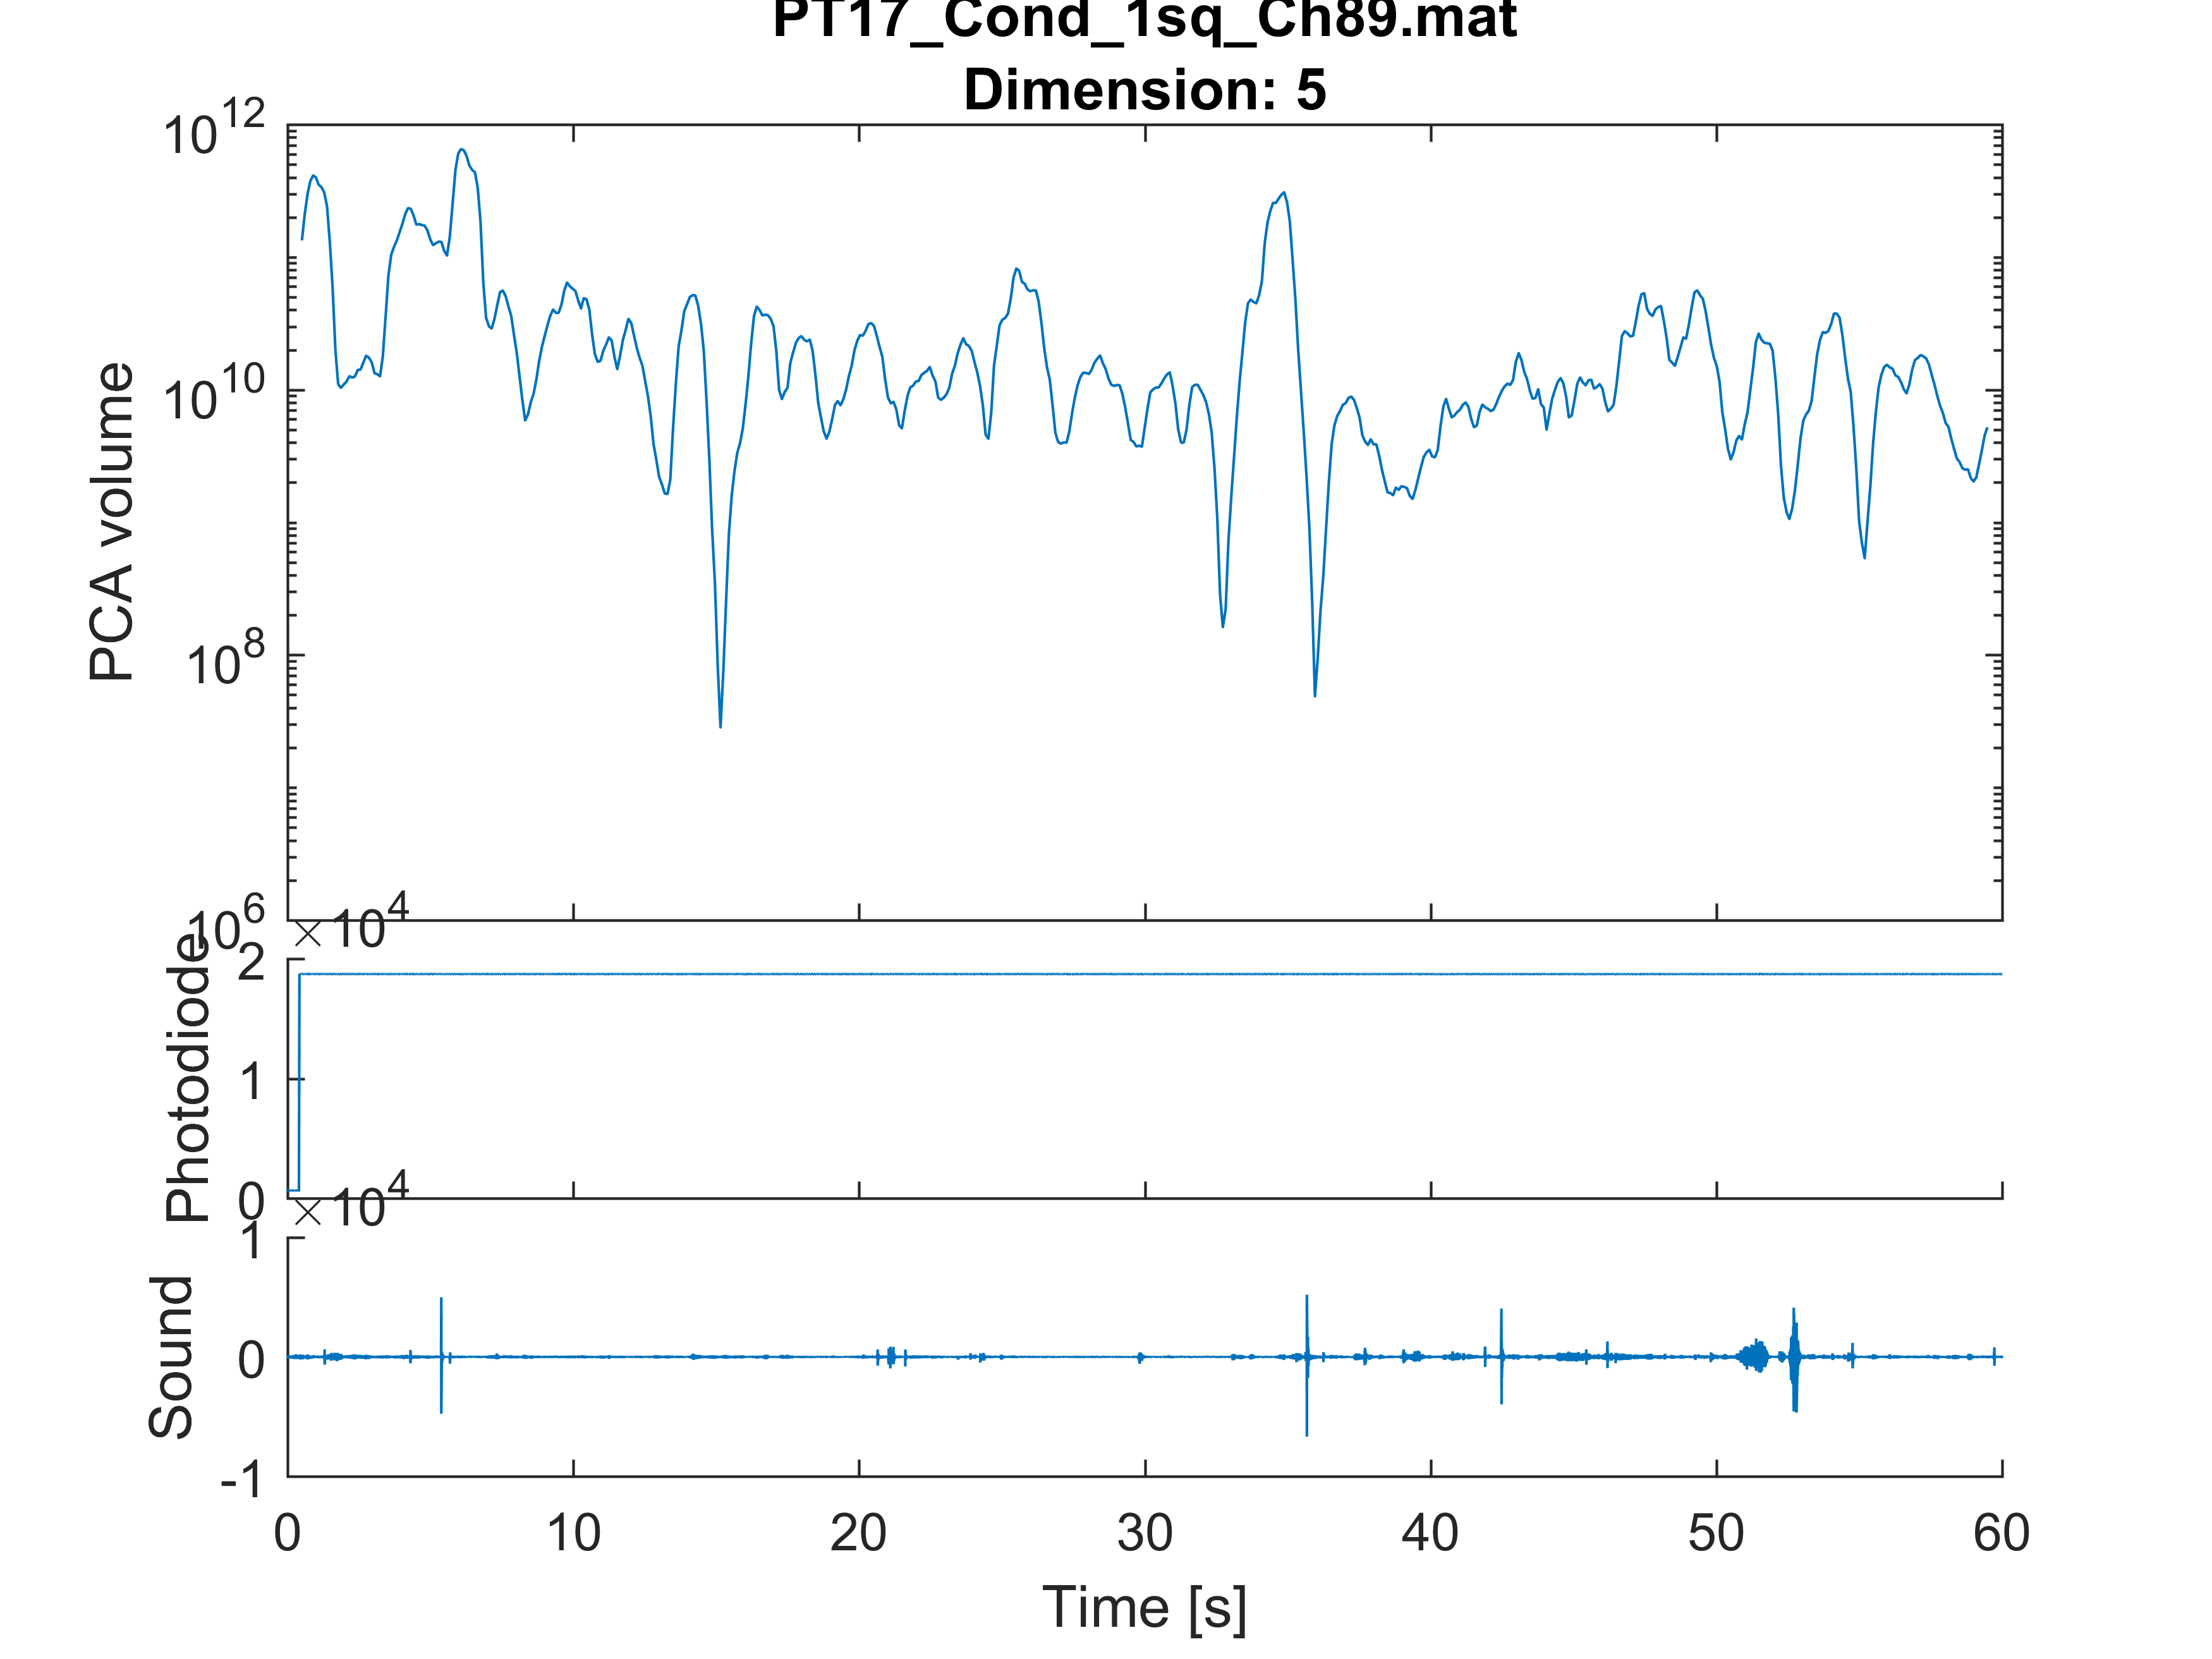 PT17_Cond_1sq_Ch89.mat
Dimension: 5
10^12
10^10
10^8
10^6
PCA volume
× 10^4
2
1
0
Photodiode
× 10^4
1
0
-1
Sound
0 10 20 30 40 50 60
Time [s]